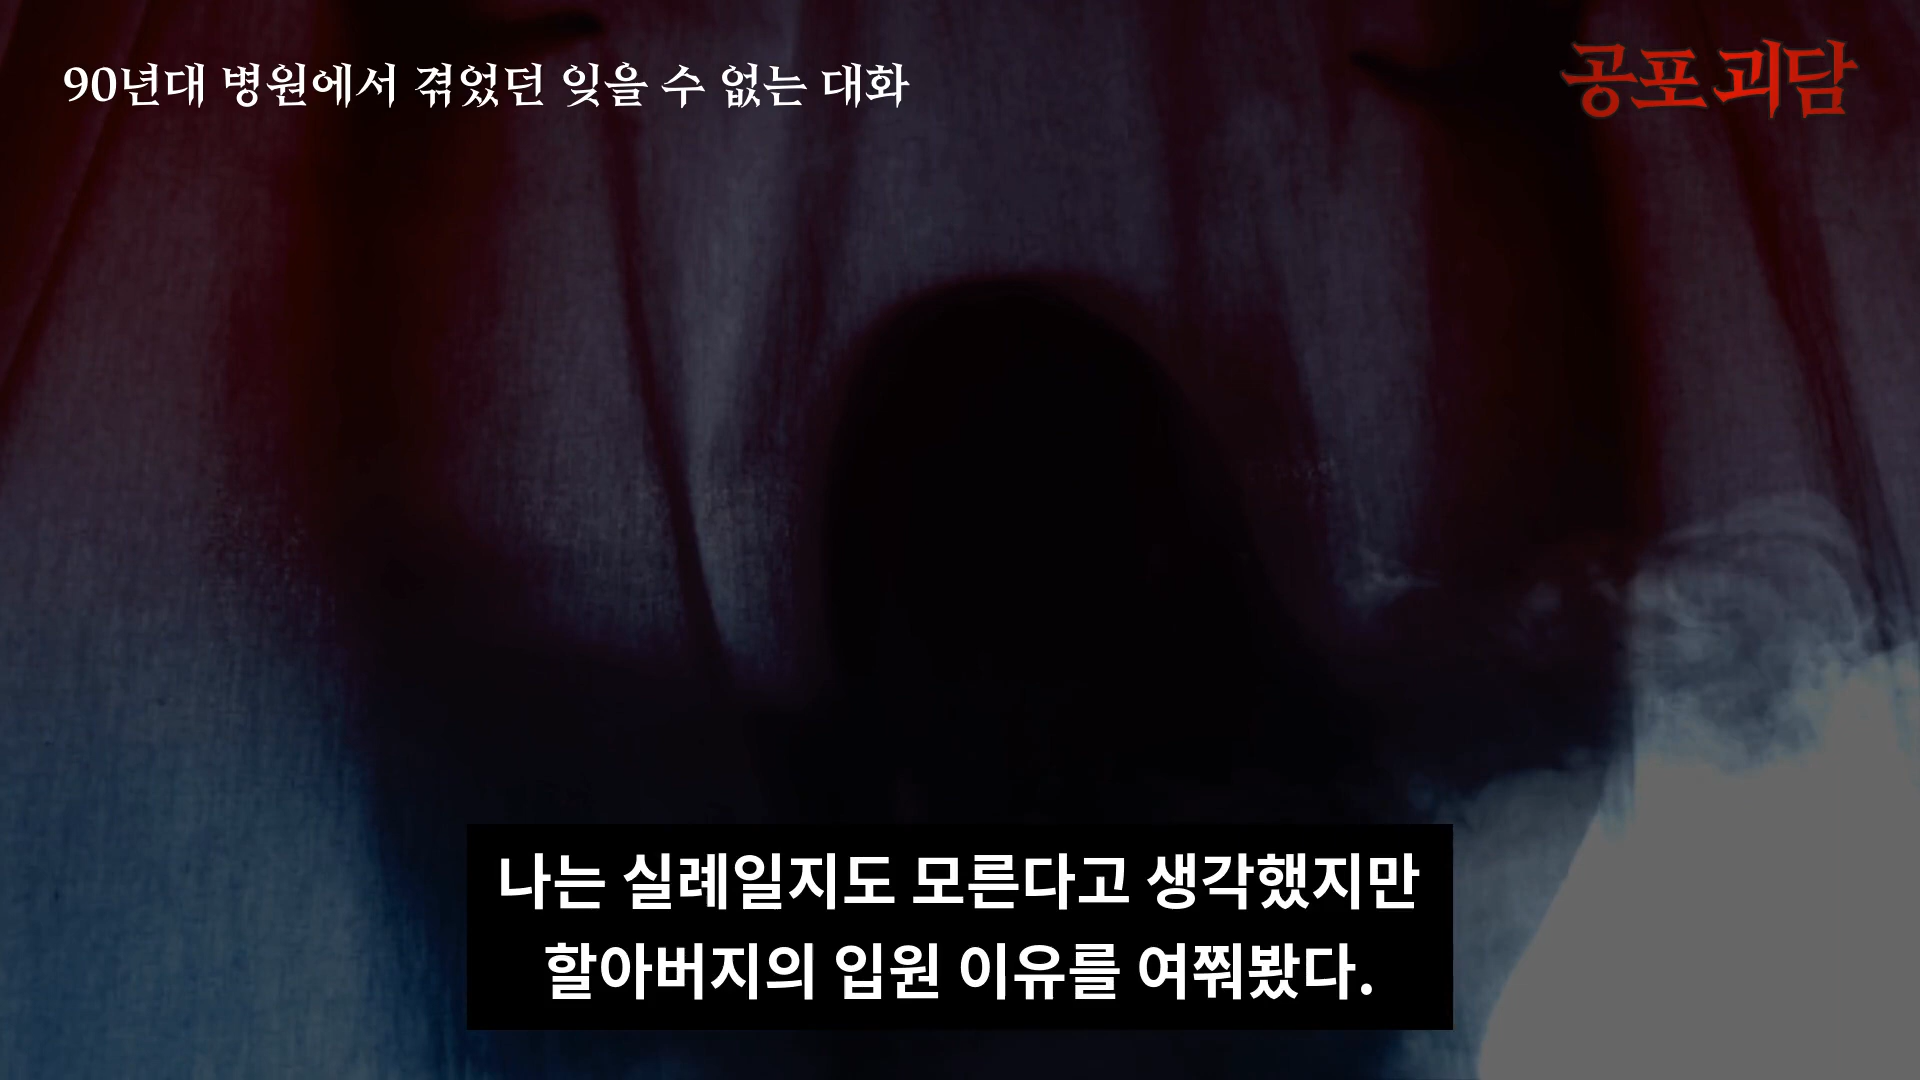 90년대 병원에서 겪었던 잊을 수 없는 대화
공포 괴담
나는 실례일지도 모른다고 생각했지만
할아버지의 입원 이유를 여쭤봤다.